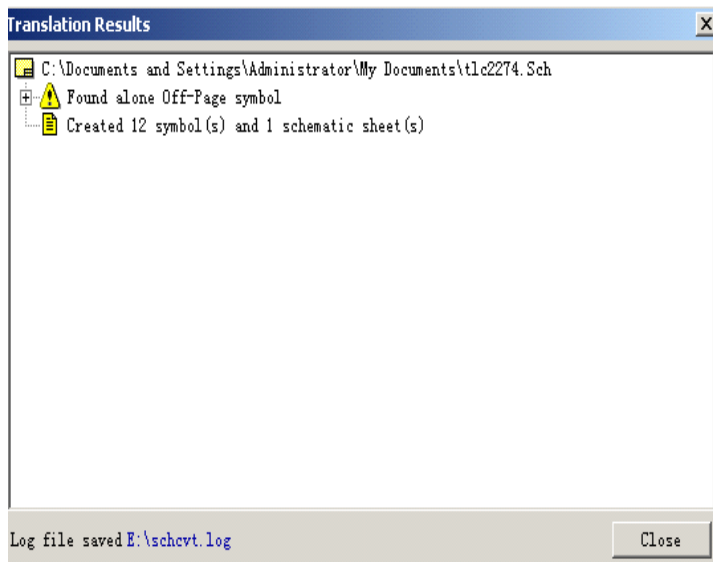 Translation Results
C:\Documents and Settings\Administrator\My Documents\tlc2274.Sch
Found alone Off-Page symbol
Created 12 symbol(s) and 1 schematic sheet(s)
Log file saved E:\schcvt.log
Close